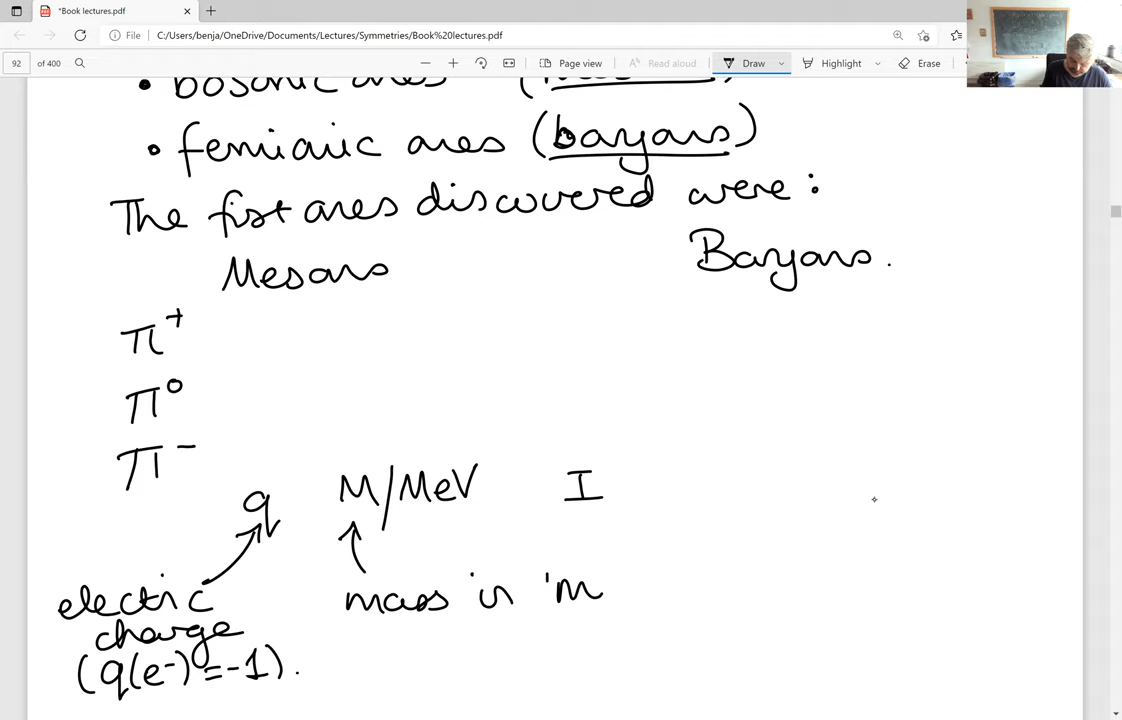 *Book lectures.pdf
File C:/Users/benja/OneDrive/Documents/Lectures/Symmetries/Book%20lectures.pdf
92 of 400 Page view Read aloud Draw Highlight Erase
• bosonic ones (
• fermionic ones (baryons)
The first ones discovered were:
Mesons Baryons.
π+
π0
π−
q M/MeV I
electric mass in 'M
charge
(q(e-)=-1).